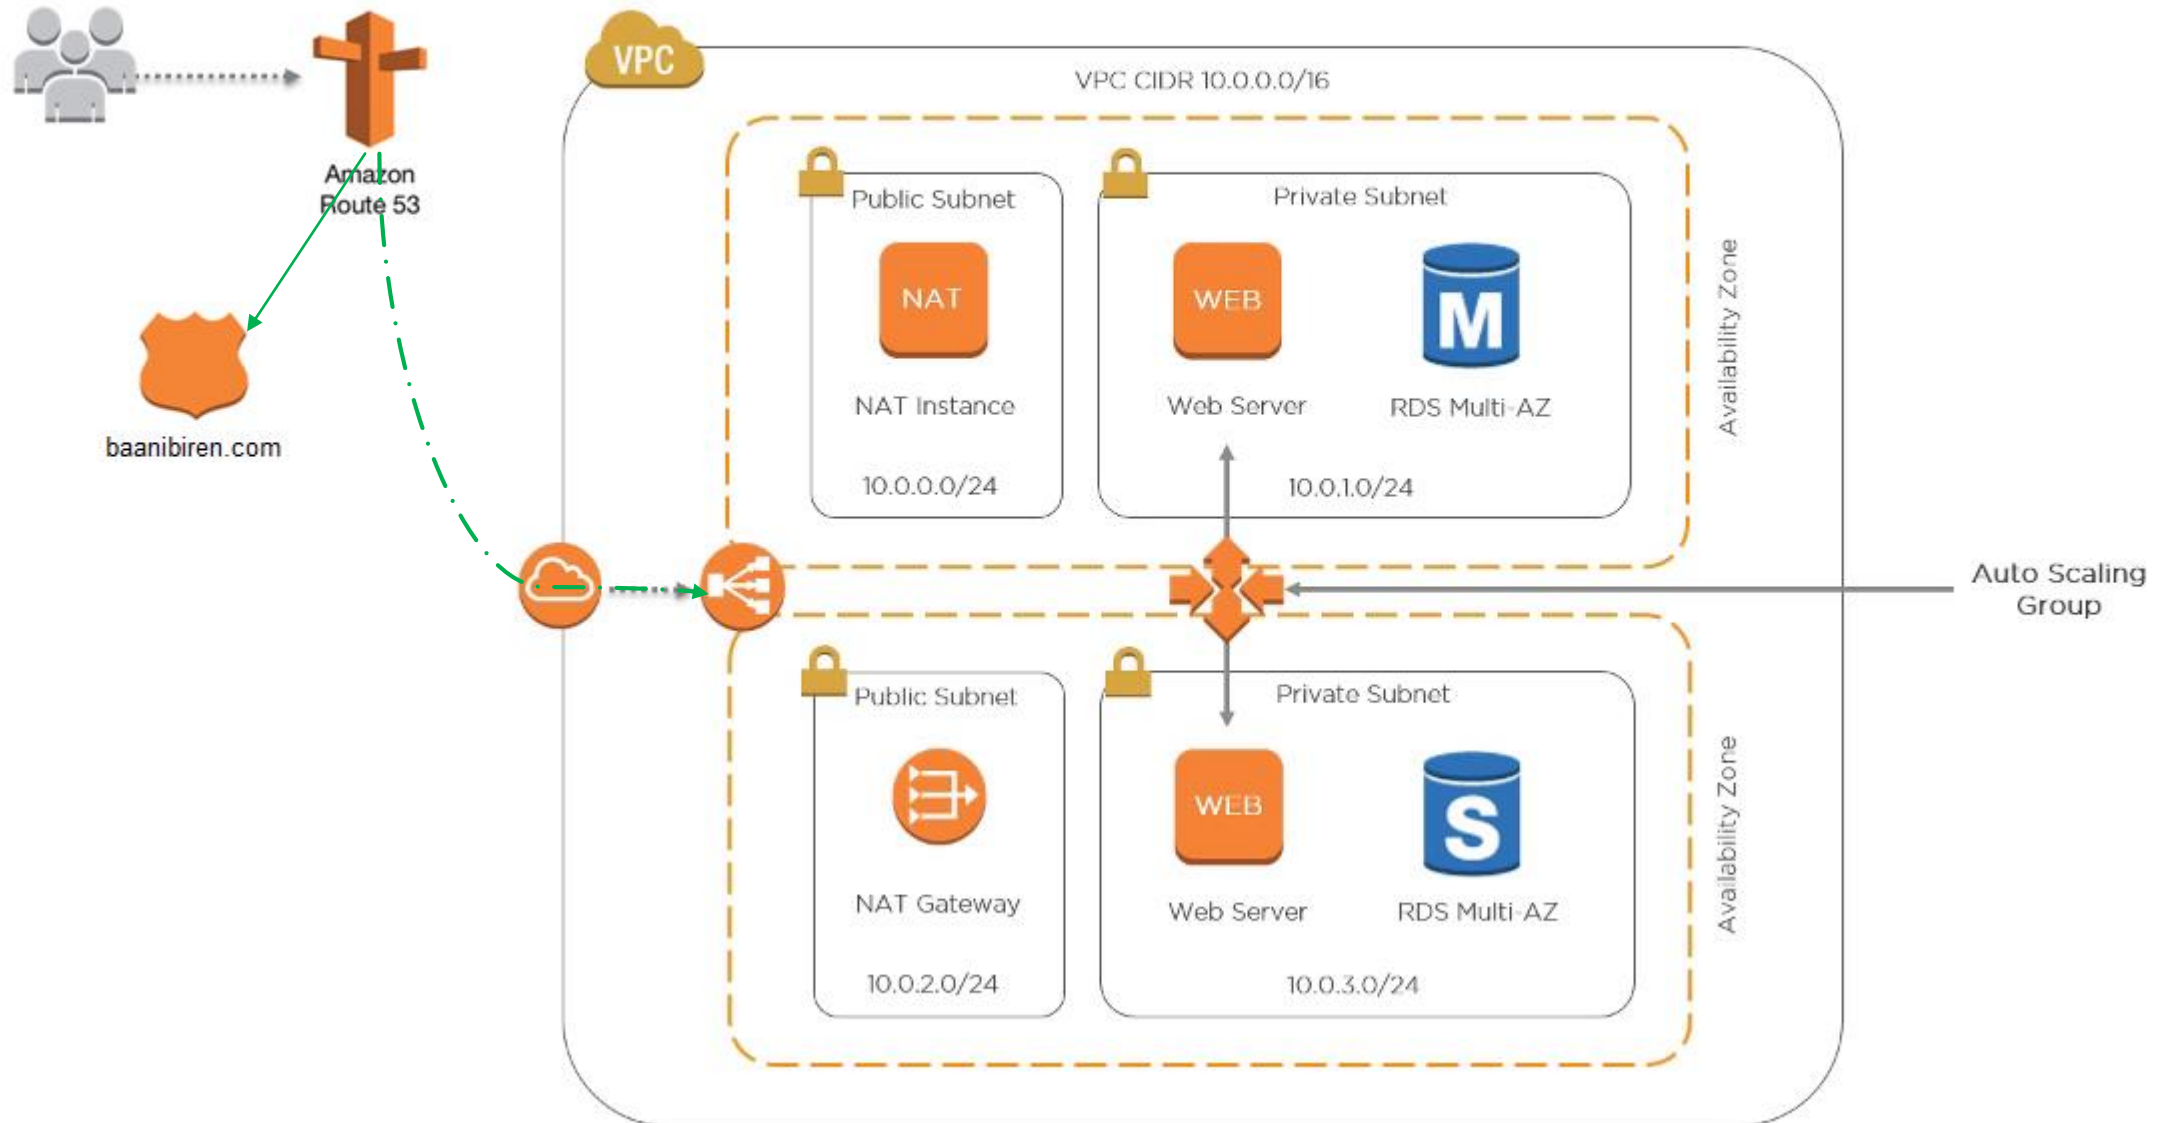 VPC
VPC CIDR 10.0.0.0/16
Amazon
Route 53
baanibiren.com
Public Subnet
NAT
NAT Instance
10.0.0.0/24
Private Subnet
WEB
Web Server
M
RDS Multi-AZ
10.0.1.0/24
Availability Zone
Auto Scaling
Group
Public Subnet
NAT Gateway
10.0.2.0/24
Private Subnet
WEB
Web Server
S
RDS Multi-AZ
10.0.3.0/24
Availability Zone